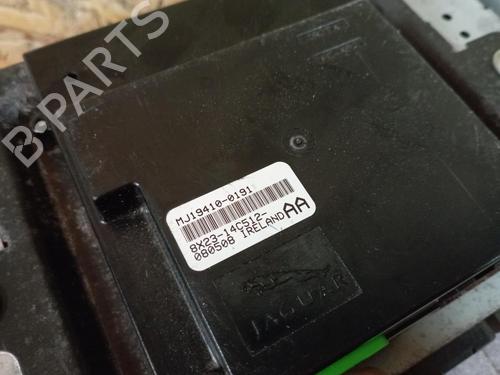 B-PARTS
MJ19410-0191
8X23-14C512-
AA
080508 IRELAND
JAGUAR